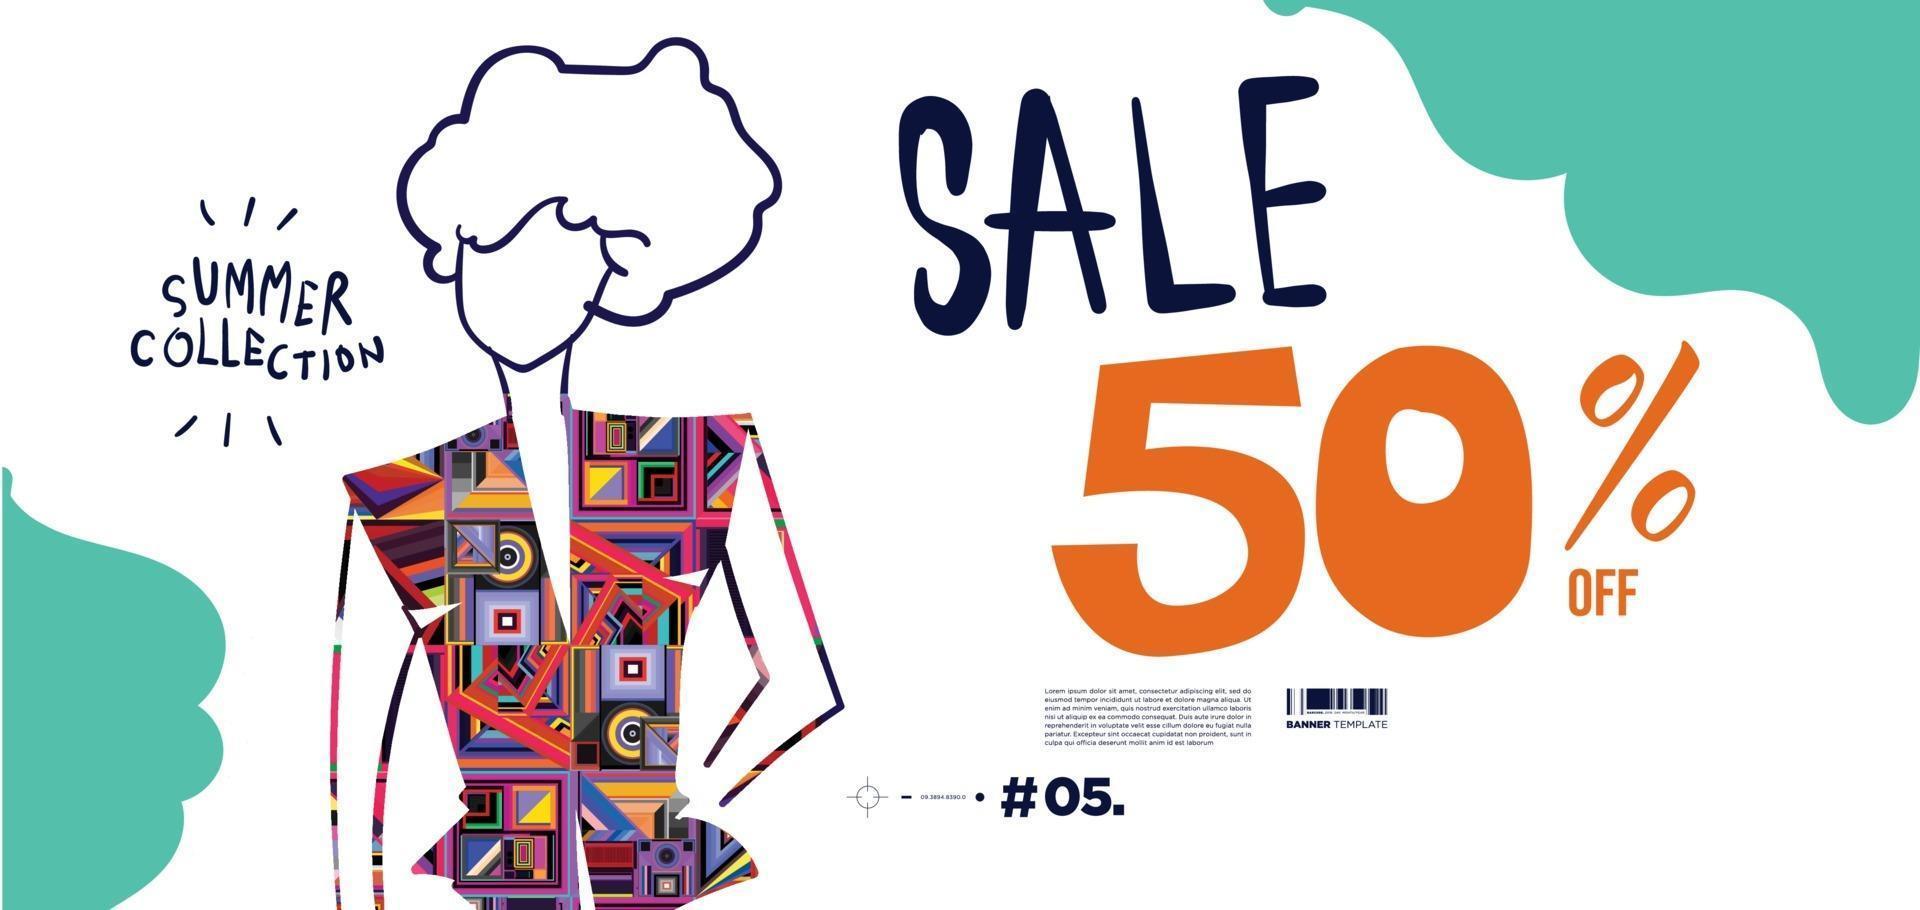 SUMMER
COLLECTION
SALE
50%
OFF
Lorem ipsum dolor sit amet, consectetur adipiscing elit, sed do
eiusmod tempor incididunt ut labore et dolore magna aliqua. Ut
enim ad minim veniam, quis nostrud exercitation ullamco laboris
nisi ut aliquip ex ea commodo consequat. Duis aute irure dolor in
reprehenderit in voluptate velit esse cillum dolore eu fugiat nulla
pariatur. Excepteur sint occaecat cupidatat non proident, sunt in
culpa qui officia deserunt mollit anim id est laborum
BANNER TEMPLATE
09.3894.8390.0
#05.